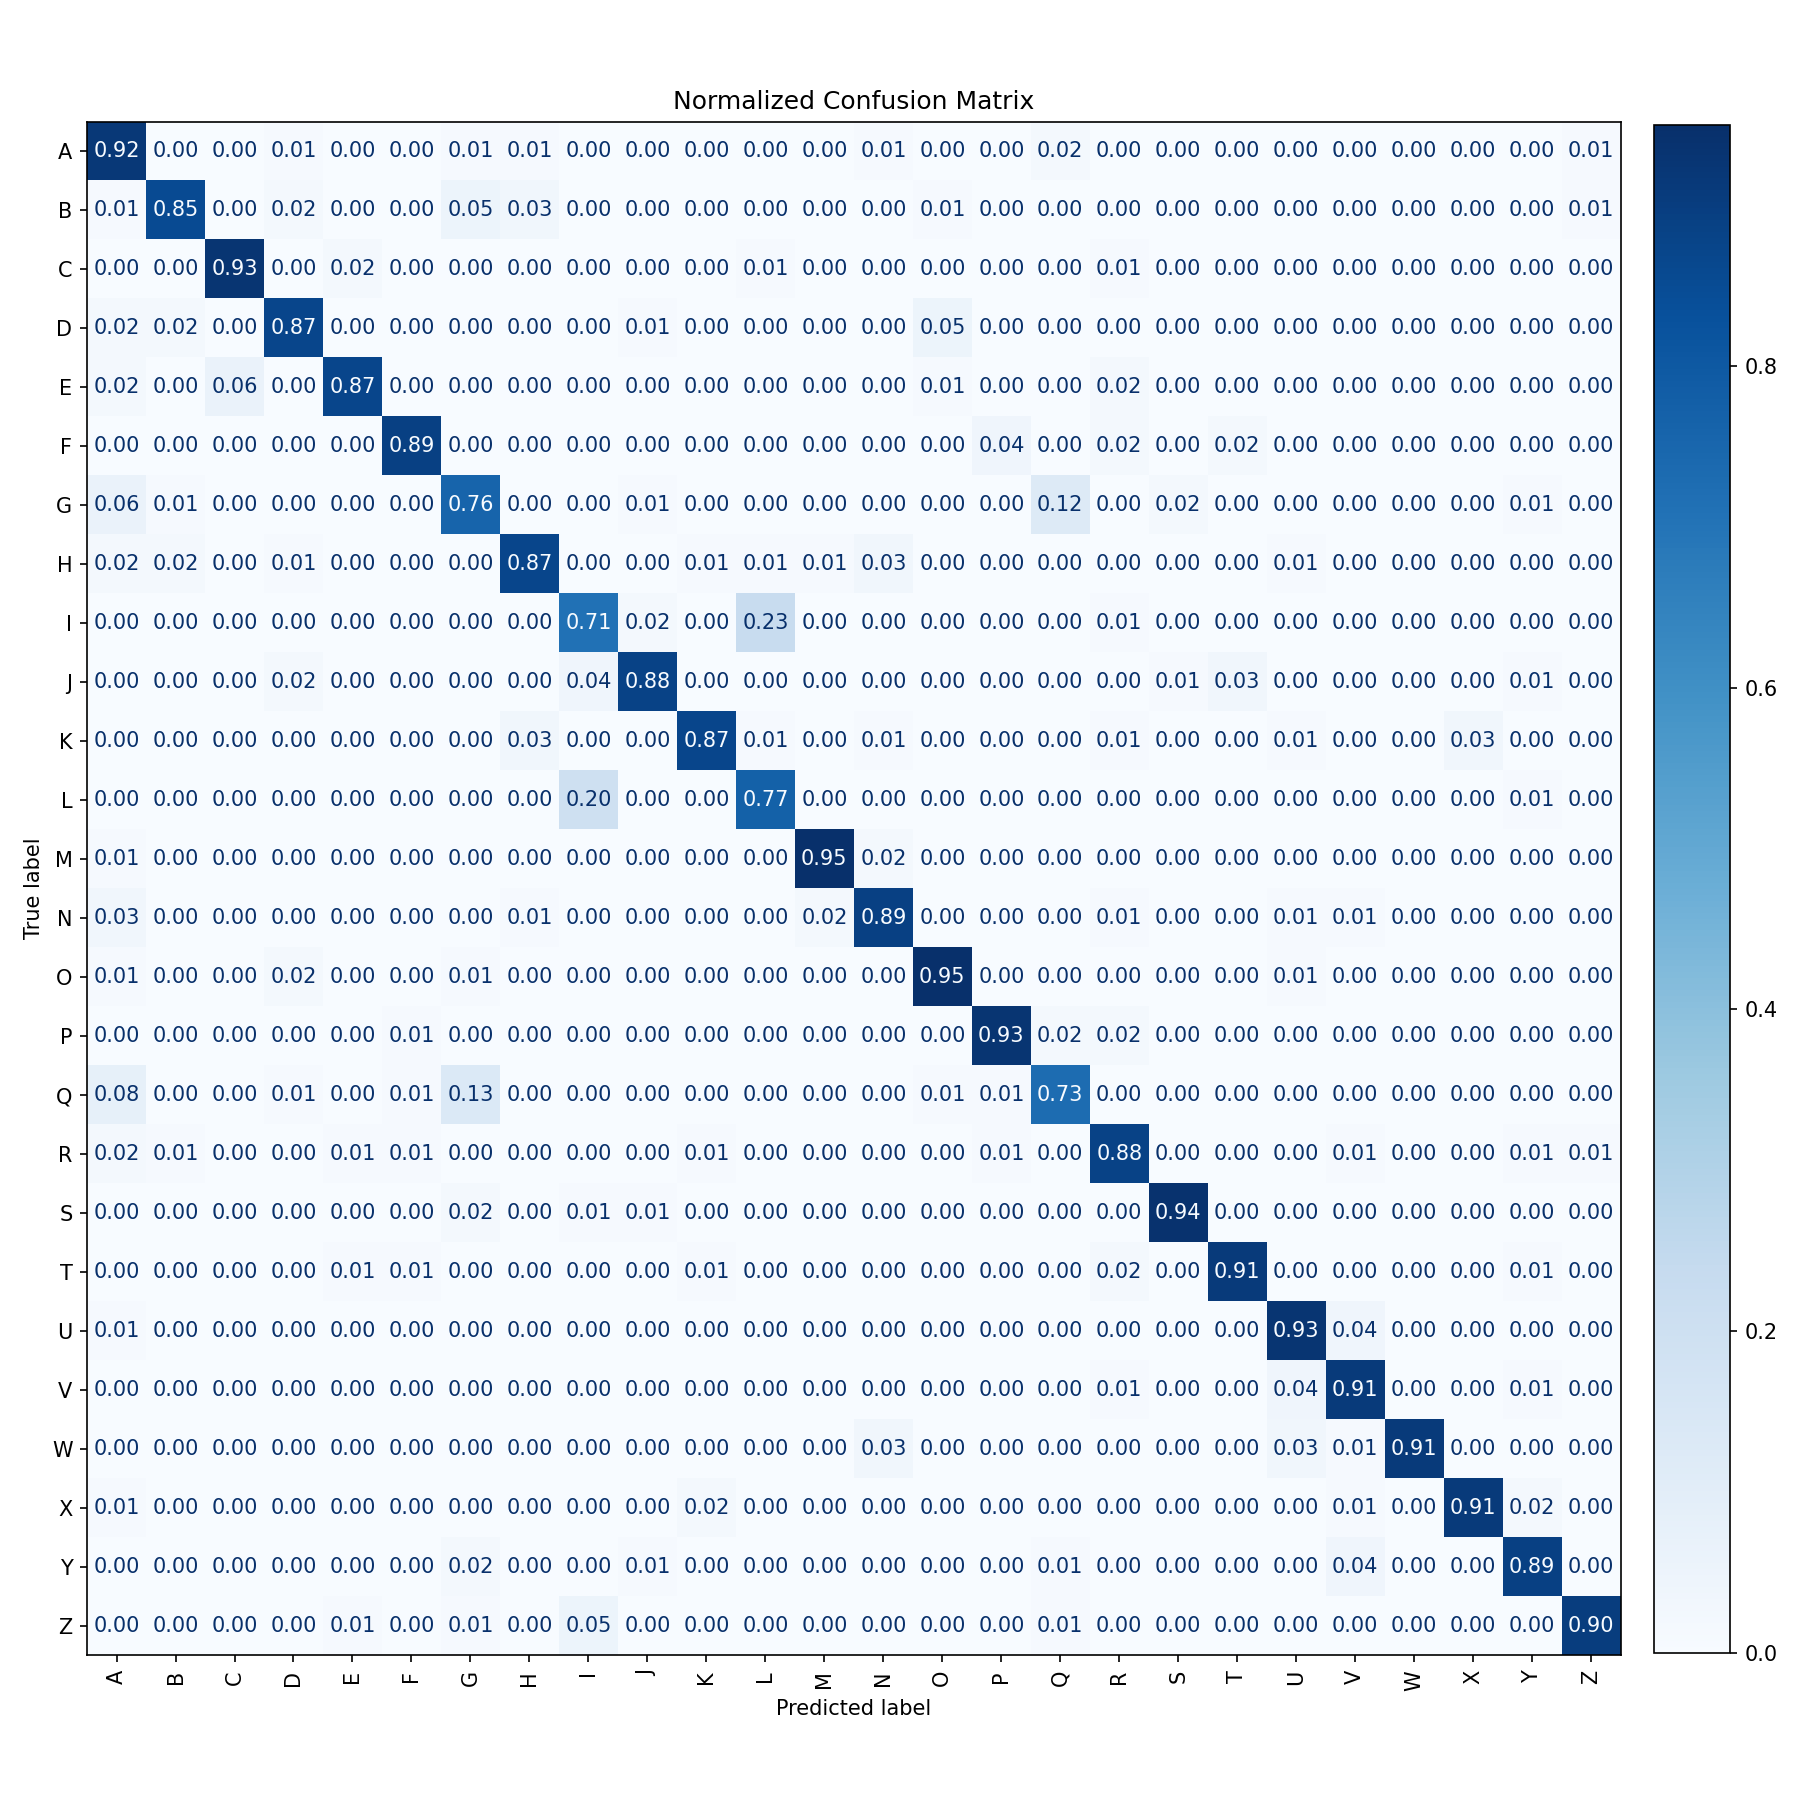 Normalized Confusion Matrix
A 0.92 0.00 0.00 0.01 0.00 0.00 0.01 0.01 0.00 0.00 0.00 0.00 0.00 0.01 0.00 0.00 0.02 0.00 0.00 0.00 0.00 0.00 0.00 0.00 0.00 0.01
B 0.01 0.85 0.00 0.02 0.00 0.00 0.05 0.03 0.00 0.00 0.00 0.00 0.00 0.00 0.01 0.00 0.00 0.00 0.00 0.00 0.00 0.00 0.00 0.00 0.00 0.01
C 0.00 0.00 0.93 0.00 0.02 0.00 0.00 0.00 0.00 0.00 0.00 0.01 0.00 0.00 0.00 0.00 0.00 0.01 0.00 0.00 0.00 0.00 0.00 0.00 0.00 0.00
D 0.02 0.02 0.00 0.87 0.00 0.00 0.00 0.00 0.00 0.01 0.00 0.00 0.00 0.00 0.05 0.00 0.00 0.00 0.00 0.00 0.00 0.00 0.00 0.00 0.00 0.00
E 0.02 0.00 0.06 0.00 0.87 0.00 0.00 0.00 0.00 0.00 0.00 0.00 0.00 0.00 0.01 0.00 0.00 0.02 0.00 0.00 0.00 0.00 0.00 0.00 0.00 0.00
F 0.00 0.00 0.00 0.00 0.00 0.89 0.00 0.00 0.00 0.00 0.00 0.00 0.00 0.00 0.00 0.04 0.00 0.02 0.00 0.02 0.00 0.00 0.00 0.00 0.00 0.00
G 0.06 0.01 0.00 0.00 0.00 0.00 0.76 0.00 0.00 0.01 0.00 0.00 0.00 0.00 0.00 0.00 0.12 0.00 0.02 0.00 0.00 0.00 0.00 0.00 0.01 0.00
H 0.02 0.02 0.00 0.01 0.00 0.00 0.00 0.87 0.00 0.00 0.01 0.01 0.01 0.03 0.00 0.00 0.00 0.00 0.00 0.00 0.01 0.00 0.00 0.00 0.00 0.00
I 0.00 0.00 0.00 0.00 0.00 0.00 0.00 0.00 0.71 0.02 0.00 0.23 0.00 0.00 0.00 0.00 0.00 0.01 0.00 0.00 0.00 0.00 0.00 0.00 0.00 0.00
J 0.00 0.00 0.00 0.02 0.00 0.00 0.00 0.00 0.04 0.88 0.00 0.00 0.00 0.00 0.00 0.00 0.00 0.00 0.01 0.03 0.00 0.00 0.00 0.00 0.01 0.00
K 0.00 0.00 0.00 0.00 0.00 0.00 0.00 0.03 0.00 0.00 0.87 0.01 0.00 0.01 0.00 0.00 0.00 0.01 0.00 0.00 0.01 0.00 0.00 0.03 0.00 0.00
L 0.00 0.00 0.00 0.00 0.00 0.00 0.00 0.00 0.20 0.00 0.00 0.77 0.00 0.00 0.00 0.00 0.00 0.00 0.00 0.00 0.00 0.00 0.00 0.00 0.01 0.00
M 0.01 0.00 0.00 0.00 0.00 0.00 0.00 0.00 0.00 0.00 0.00 0.00 0.95 0.02 0.00 0.00 0.00 0.00 0.00 0.00 0.00 0.00 0.00 0.00 0.00 0.00
N 0.03 0.00 0.00 0.00 0.00 0.00 0.00 0.01 0.00 0.00 0.00 0.00 0.02 0.89 0.00 0.00 0.00 0.01 0.00 0.00 0.01 0.01 0.00 0.00 0.00 0.00
O 0.01 0.00 0.00 0.02 0.00 0.00 0.01 0.00 0.00 0.00 0.00 0.00 0.00 0.00 0.95 0.00 0.00 0.00 0.00 0.00 0.01 0.00 0.00 0.00 0.00 0.00
P 0.00 0.00 0.00 0.00 0.00 0.01 0.00 0.00 0.00 0.00 0.00 0.00 0.00 0.00 0.00 0.93 0.02 0.02 0.00 0.00 0.00 0.00 0.00 0.00 0.00 0.00
Q 0.08 0.00 0.00 0.01 0.00 0.01 0.13 0.00 0.00 0.00 0.00 0.00 0.00 0.00 0.01 0.01 0.73 0.00 0.00 0.00 0.00 0.00 0.00 0.00 0.00 0.00
R 0.02 0.01 0.00 0.00 0.01 0.01 0.00 0.00 0.00 0.00 0.01 0.00 0.00 0.00 0.00 0.01 0.00 0.88 0.00 0.00 0.00 0.01 0.00 0.00 0.01 0.01
S 0.00 0.00 0.00 0.00 0.00 0.00 0.02 0.00 0.01 0.01 0.00 0.00 0.00 0.00 0.00 0.00 0.00 0.00 0.94 0.00 0.00 0.00 0.00 0.00 0.00 0.00
T 0.00 0.00 0.00 0.00 0.01 0.01 0.00 0.00 0.00 0.00 0.01 0.00 0.00 0.00 0.00 0.00 0.00 0.02 0.00 0.91 0.00 0.00 0.00 0.00 0.01 0.00
U 0.01 0.00 0.00 0.00 0.00 0.00 0.00 0.00 0.00 0.00 0.00 0.00 0.00 0.00 0.00 0.00 0.00 0.00 0.00 0.00 0.93 0.04 0.00 0.00 0.00 0.00
V 0.00 0.00 0.00 0.00 0.00 0.00 0.00 0.00 0.00 0.00 0.00 0.00 0.00 0.00 0.00 0.00 0.00 0.01 0.00 0.00 0.04 0.91 0.00 0.00 0.01 0.00
W 0.00 0.00 0.00 0.00 0.00 0.00 0.00 0.00 0.00 0.00 0.00 0.00 0.00 0.03 0.00 0.00 0.00 0.00 0.00 0.00 0.03 0.01 0.91 0.00 0.00 0.00
X 0.01 0.00 0.00 0.00 0.00 0.00 0.00 0.00 0.00 0.00 0.02 0.00 0.00 0.00 0.00 0.00 0.00 0.00 0.00 0.00 0.00 0.01 0.00 0.91 0.02 0.00
Y 0.00 0.00 0.00 0.00 0.00 0.00 0.02 0.00 0.00 0.01 0.00 0.00 0.00 0.00 0.00 0.00 0.01 0.00 0.00 0.00 0.00 0.04 0.00 0.00 0.89 0.00
Z 0.00 0.00 0.00 0.00 0.01 0.00 0.01 0.00 0.05 0.00 0.00 0.00 0.00 0.00 0.00 0.00 0.01 0.00 0.00 0.00 0.00 0.00 0.00 0.00 0.00 0.90
A B C D E F G H I J K L M N O P Q R S T U V W X Y Z
Predicted label
True label
0.8
0.6
0.4
0.2
0.0